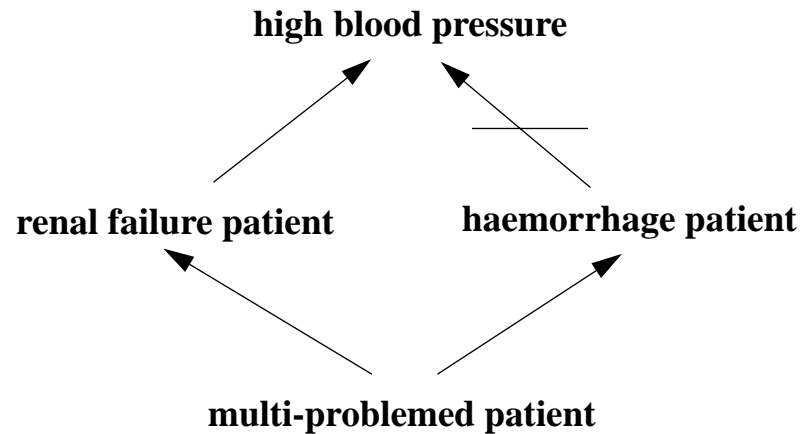 high blood pressure
renal failure patient
haemorrhage patient
multi-problemed patient